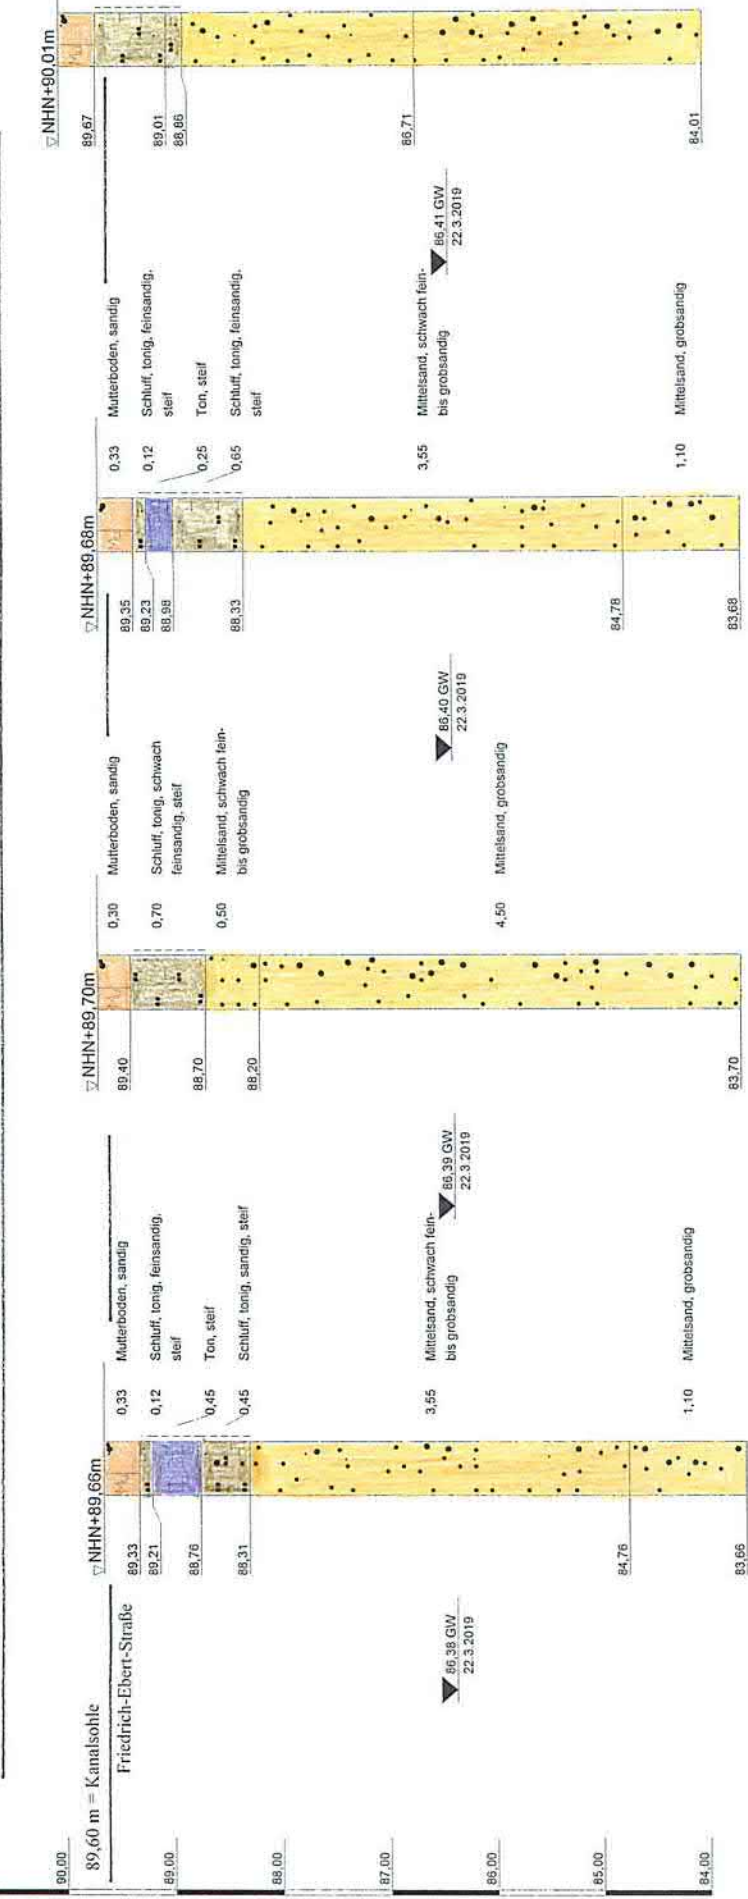 90,00
89,00
88,00
87,00
86,00
85,00
84,00
89,60 m = Kanalsohle
Friedrich-Ebert-Straße
86,38 GW
22.3.2019
NHN+89,66m
89,33
89,21
88,76
88,31
84,76
83,66
0,33 Mutterboden, sandig
0,12 Schluff, tonig, feinsandig,
steif
0,45 Ton, steif
0,45 Schluff, tonig, sandig, steif
3,55 Mittelsand, schwach fein-
bis grobsandig
1,10 Mittelsand, grobsandig
86,39 GW
22.3.2019
NHN+89,70m
89,40
88,70
88,20
83,70
0,30 Mutterboden, sandig
0,70 Schluff, tonig, schwach
feinsandig, steif
0,50 Mittelsand, schwach fein-
bis grobsandig
4,50 Mittelsand, grobsandig
86,40 GW
22.3.2019
NHN+89,68m
89,35
89,23
88,98
88,33
84,78
83,68
0,33 Mutterboden, sandig
0,12 Schluff, tonig, feinsandig,
steif
0,25 Ton, steif
0,65 Schluff, tonig, feinsandig,
steif
3,55 Mittelsand, schwach fein-
bis grobsandig
1,10 Mittelsand, grobsandig
86,41 GW
22.3.2019
NHN+90,01m
89,67
89,01
88,86
86,71
84,01